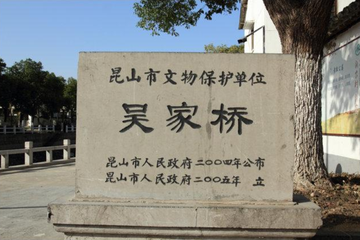 昆山市文物保护单位
吴家桥
昆山市人民政府二〇〇四年公布
昆山市人民政府二〇〇五年 立